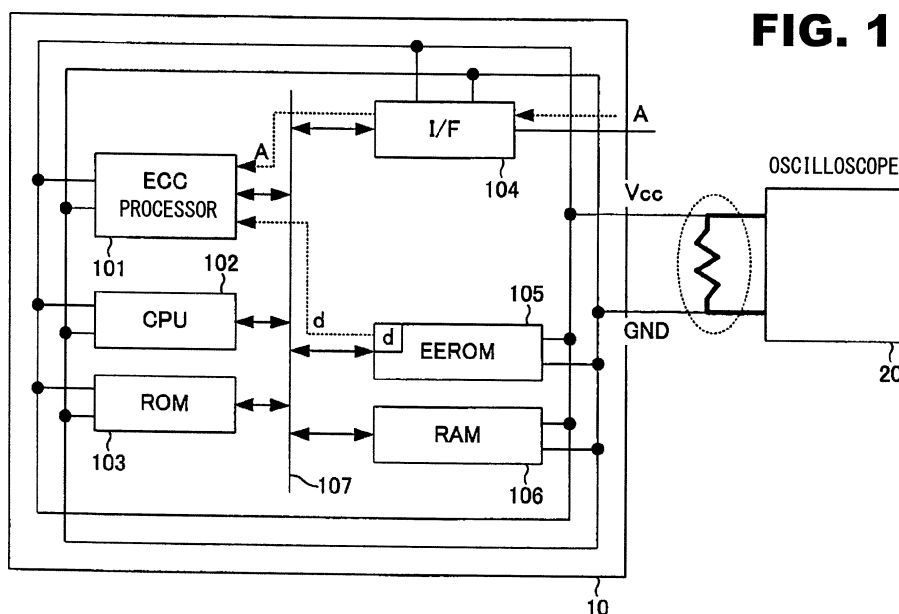 FIG. 1
A
I/F
104
A
ECC
PROCESSOR
101
OSCILLOSCOPE
Vcc
102
CPU
d
105
d
EEROM
GND
20
ROM
103
RAM
107
106
10